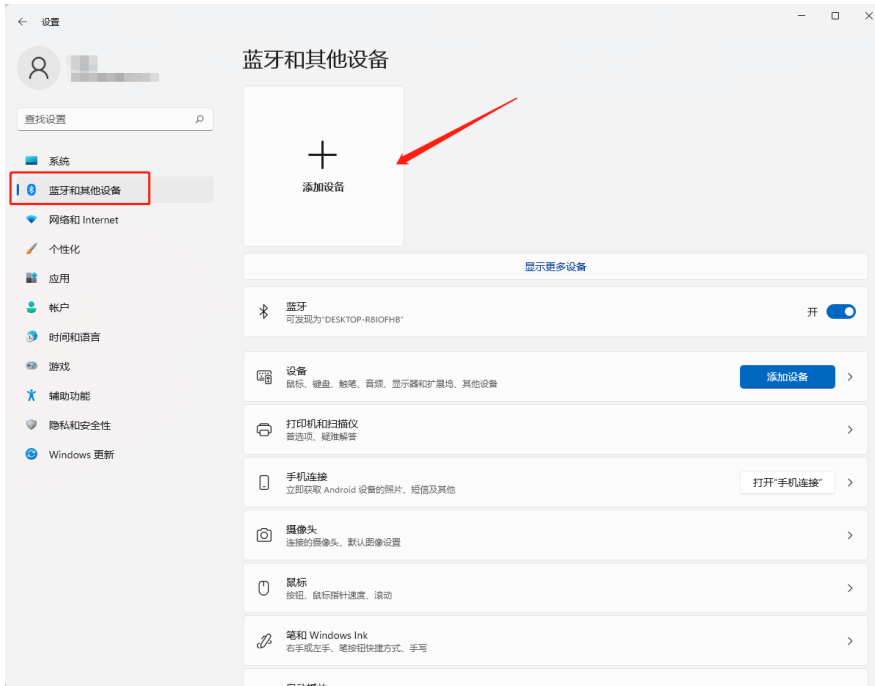 设置
查找设置
系统
蓝牙和其他设备
网络和 Internet
个性化
应用
帐户
时间和语言
游戏
辅助功能
隐私和安全性
Windows 更新
蓝牙和其他设备
添加设备
显示更多设备
蓝牙
可发现为"DESKTOP-R8IOFHB"
开
设备
鼠标、键盘、触笔、音频、显示器和扩展坞、其他设备
添加设备
打印机和扫描仪
首选项、疑难解答
手机连接
立即获取 Android 设备的照片、短信及其他
打开"手机连接"
摄像头
连接的摄像头、默认图像设置
鼠标
按钮、鼠标指针速度、滚动
笔和 Windows Ink
右手或左手、笔按钮快捷方式、手写